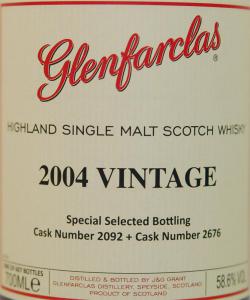 Glenfarclas®
HIGHLAND SINGLE MALT SCOTCH WHISKY
2004 VINTAGE
Special Selected Bottling
Cask Number 2092 + Cask Number 2676
BOTTLES
700MLe
DISTILLED & BOTTLED BY J&G GRANT
GLENFARCLAS DISTILLERY, SPEYSIDE, SCOTLAND
PRODUCT OF SCOTLAND
58.6% VOL